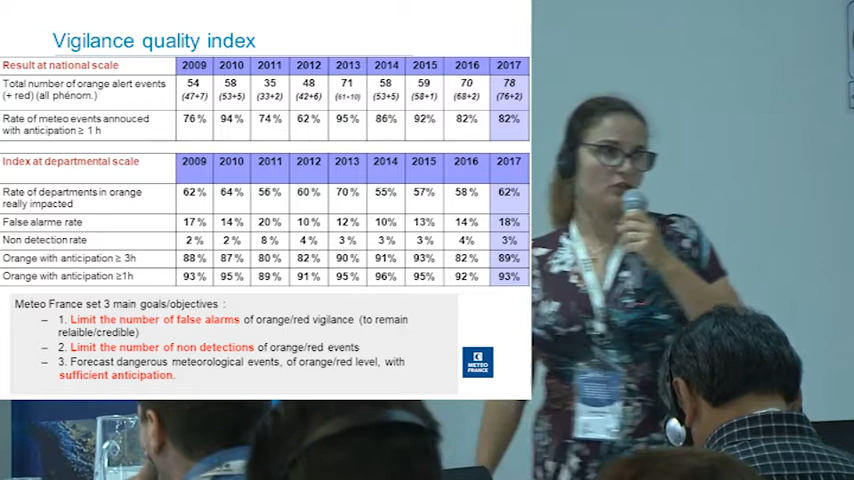 Vigilance quality index
Result at national scale 2009 2010 2011 2012 2013 2014 2015 2016 2017
Total number of orange alert events (+ red) (all phénom.) 54 (47+7) 58 (53+5) 35 (33+2) 48 (42+6) 71 (61+10) 58 (53+5) 59 (58+1) 70 (68+2) 78 (76+2)
Rate of meteo events annouced with anticipation ≥ 1 h 76 % 94 % 74 % 62 % 95 % 86% 92% 82% 82%
Index at departmental scale 2009 2010 2011 2012 2013 2014 2015 2016 2017
Rate of departments in orange really impacted 62 % 64 % 56 % 60 % 70 % 55% 57% 58 % 62%
False alarme rate 17 % 14 % 20 % 10 % 12 % 10% 13% 14 % 18%
Non detection rate 2 % 2 % 8 % 4 % 3 % 3 % 3% 4% 3%
Orange with anticipation ≥ 3h 88 % 87 % 80 % 82 % 90 % 91% 93% 82 % 89%
Orange with anticipation ≥1h 93 % 95 % 89 % 91 % 95 % 96% 95% 92 % 93%
Meteo France set 3 main goals/objectives :
– 1. Limit the number of false alarms of orange/red vigilance (to remain
relaible/credible)
– 2. Limit the number of non detections of orange/red events
– 3. Forecast dangerous meteorological events, of orange/red level, with
sufficient anticipation.
METEO
FRANCE